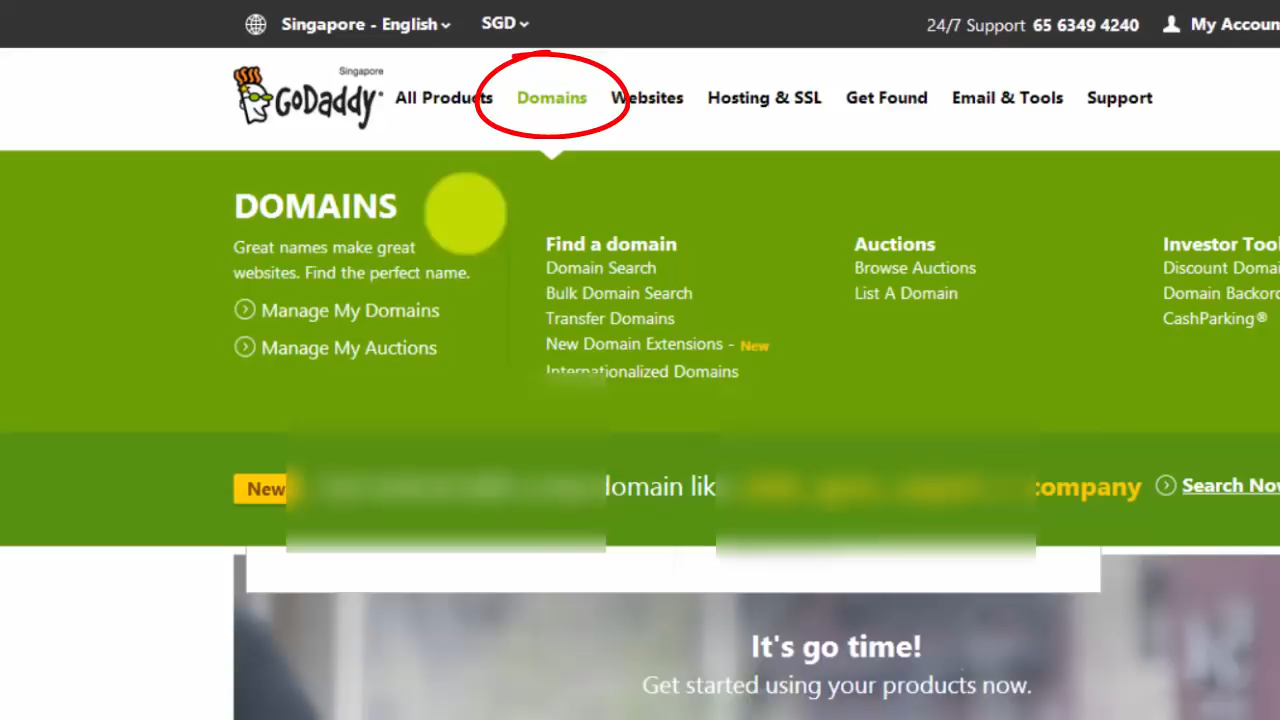 Singapore - English SGD 24/7 Support 65 6349 4240 My Accoun
Singapore
GoDaddy
All Products Domains Websites Hosting & SSL Get Found Email & Tools Support
DOMAINS
Great names make great
websites. Find the perfect name.
Manage My Domains
Manage My Auctions
Find a domain
Domain Search
Bulk Domain Search
Transfer Domains
New Domain Extensions - New
Internationalized Domains
Auctions
Browse Auctions
List A Domain
Investor Tool
Discount Domai
Domain Backord
CashParking®
New domain lik company Search Now
It's go time!
Get started using your products now.